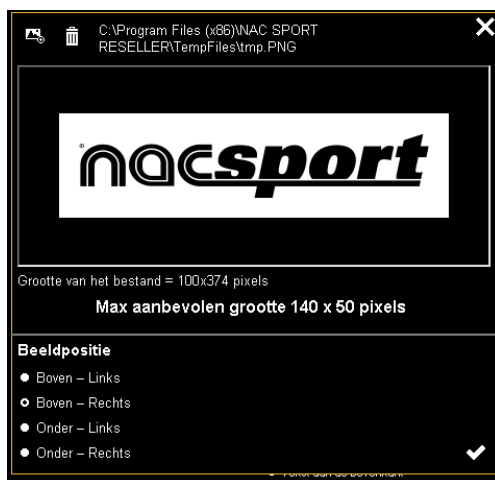 C:\Program Files (x86)\NAC SPORT
RESELLER\TempFiles\tmp.PNG
nacsport
Grootte van het bestand = 100x374 pixels
Max aanbevolen grootte 140 x 50 pixels
Beeldpositie
Boven – Links
Boven – Rechts
Onder – Links
Onder – Rechts